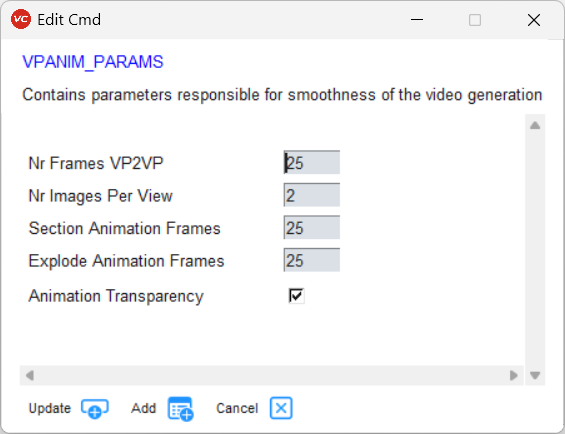 VC Edit Cmd
VPANIM_PARAMS
Contains parameters responsible for smoothness of the video generation
Nr Frames VP2VP 25
Nr Images Per View 2
Section Animation Frames 25
Explode Animation Frames 25
Animation Transparency
Update Add Cancel